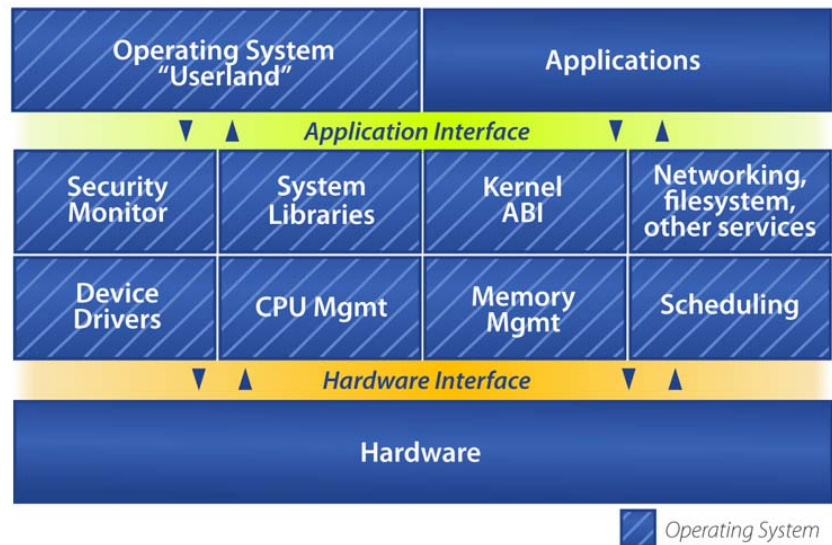 Operating System
“Userland”
Applications
Application Interface
Security
Monitor
System
Libraries
Kernel
ABI
Networking,
filesystem,
other services
Device
Drivers
CPU Mgmt
Memory
Mgmt
Scheduling
Hardware Interface
Hardware
Operating System